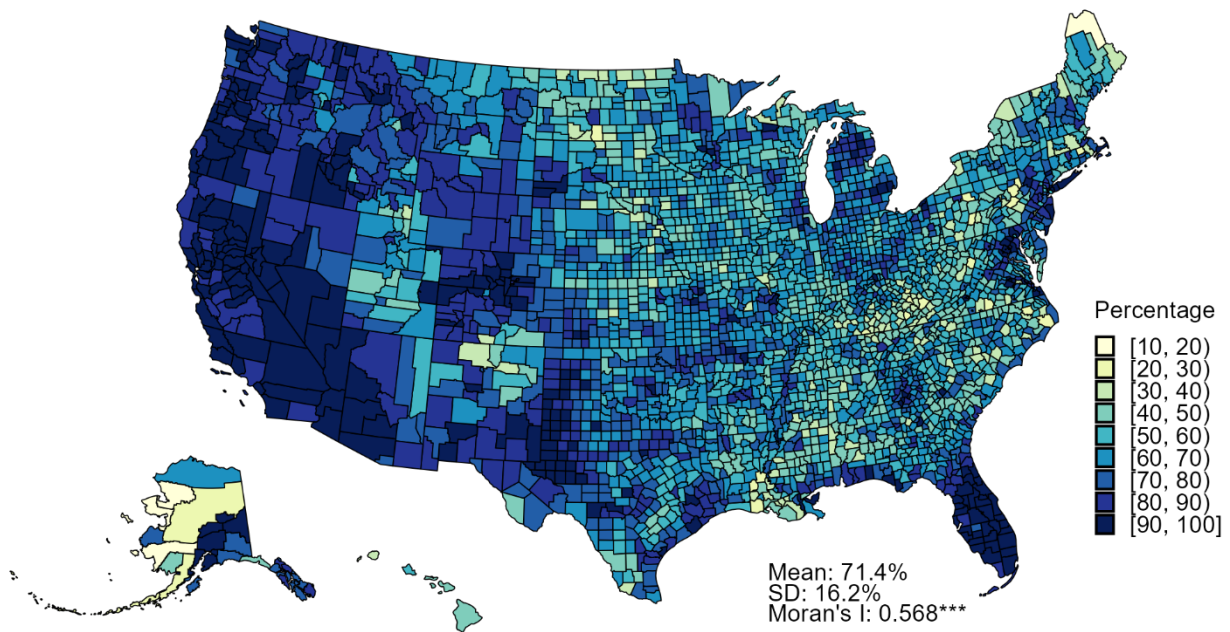 Percentage
[10, 20)
[20, 30)
[30, 40)
[40, 50)
[50, 60)
[60, 70)
[70, 80)
[80, 90)
[90, 100]
Mean: 71.4%
SD: 16.2%
Moran's I: 0.568***